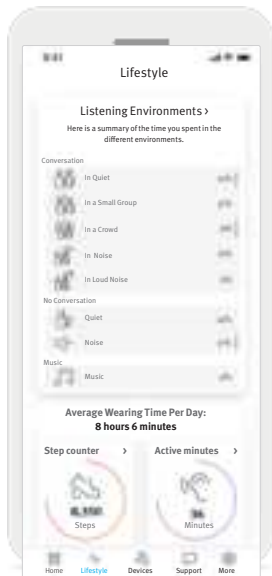 9:41
Lifestyle
Listening Environments ›
Here is a summary of the time you spent in the
different environments.
Conversation
In Quiet
In a Small Group
In a Crowd
In Noise
In Loud Noise
No Conversation
Quiet
Noise
Music
Music
Average Wearing Time Per Day:
8 hours 6 minutes
Step counter › Active minutes ›
Steps Minutes
Home Lifestyle Devices Support More